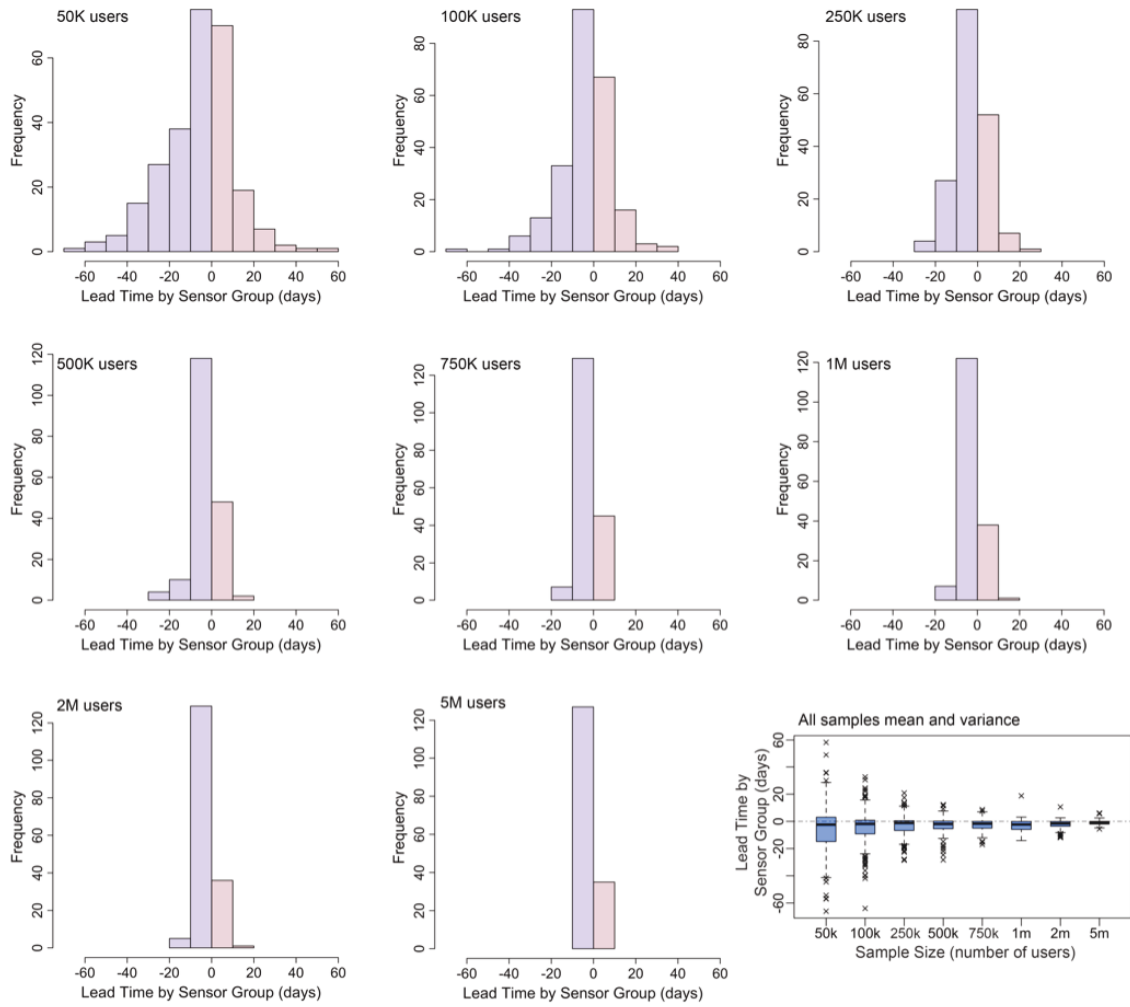 50K users
Frequency
0 20 40 60
-60 -40 -20 0 20 40 60
Lead Time by Sensor Group (days)
100K users
Frequency
0 20 40 60 80
-60 -40 -20 0 20 40 60
Lead Time by Sensor Group (days)
250K users
Frequency
0 20 40 60 80
-60 -40 -20 0 20 40 60
Lead Time by Sensor Group (days)
500K users
Frequency
0 20 40 60 80 100 120
-60 -40 -20 0 20 40 60
Lead Time by Sensor Group (days)
750K users
Frequency
0 20 40 60 80 100 120
-60 -40 -20 0 20 40 60
Lead Time by Sensor Group (days)
1M users
Frequency
0 20 40 60 80 100 120
-60 -40 -20 0 20 40 60
Lead Time by Sensor Group (days)
2M users
Frequency
0 20 40 60 80 100 120
-60 -40 -20 0 20 40 60
Lead Time by Sensor Group (days)
5M users
Frequency
0 20 40 60 80 100 120
-60 -40 -20 0 20 40 60
Lead Time by Sensor Group (days)
All samples mean and variance
Lead Time by
Sensor Group (days)
-60 -20 0 20 60
50k 100k 250k 500k 750k 1m 2m 5m
Sample Size (number of users)